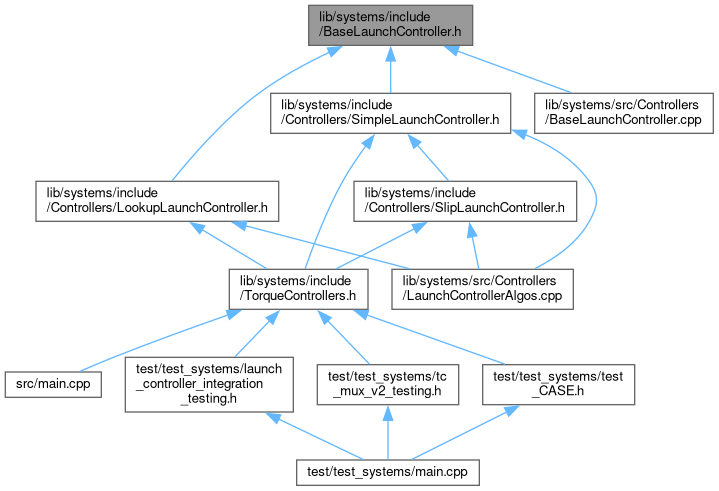 lib/systems/include
/BaseLaunchController.h
lib/systems/include
/Controllers/SimpleLaunchController.h
lib/systems/src/Controllers
/BaseLaunchController.cpp
lib/systems/include
/Controllers/LookupLaunchController.h
lib/systems/include
/Controllers/SlipLaunchController.h
lib/systems/include
/TorqueControllers.h
lib/systems/src/Controllers
/LaunchControllerAlgos.cpp
src/main.cpp
test/test_systems/launch
_controller_integration
_testing.h
test/test_systems/tc
_mux_v2_testing.h
test/test_systems/test
_CASE.h
test/test_systems/main.cpp